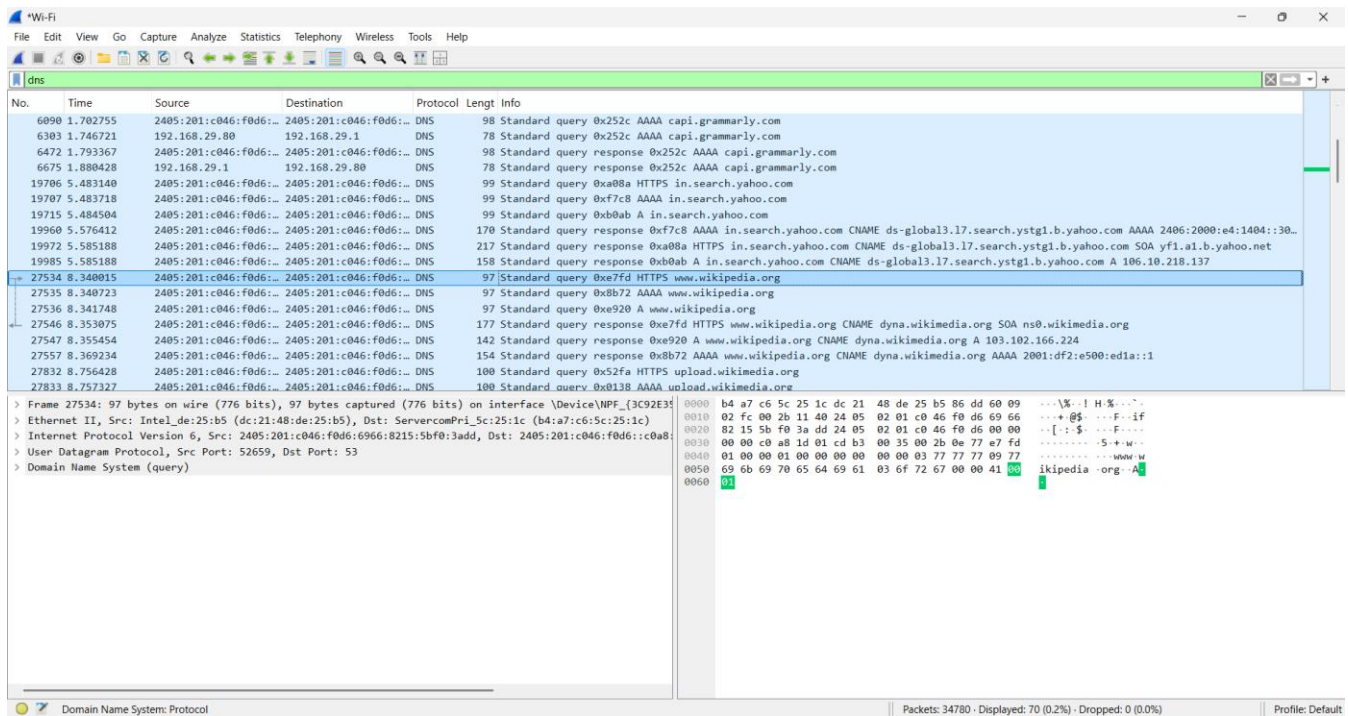 *Wi-Fi
File Edit View Go Capture Analyze Statistics Telephony Wireless Tools Help
dns
No. Time Source Destination Protocol Lengt Info
6090 1.702755 2405:201:c046:f0d6:… 2405:201:c046:f0d6:… DNS 98 Standard query 0x252c AAAA capi.grammarly.com
6303 1.746721 192.168.29.80 192.168.29.1 DNS 78 Standard query 0x252c AAAA capi.grammarly.com
6472 1.793367 2405:201:c046:f0d6:… 2405:201:c046:f0d6:… DNS 98 Standard query response 0x252c AAAA capi.grammarly.com
6675 1.880428 192.168.29.1 192.168.29.80 DNS 78 Standard query response 0x252c AAAA capi.grammarly.com
19706 5.483140 2405:201:c046:f0d6:… 2405:201:c046:f0d6:… DNS 99 Standard query 0xa08a HTTPS in.search.yahoo.com
19707 5.483718 2405:201:c046:f0d6:… 2405:201:c046:f0d6:… DNS 99 Standard query 0xf7c8 AAAA in.search.yahoo.com
19715 5.484504 2405:201:c046:f0d6:… 2405:201:c046:f0d6:… DNS 99 Standard query 0xb0ab A in.search.yahoo.com
19960 5.576412 2405:201:c046:f0d6:… 2405:201:c046:f0d6:… DNS 170 Standard query response 0xf7c8 AAAA in.search.yahoo.com CNAME ds-global3.l7.search.ystg1.b.yahoo.com AAAA 2406:2000:e4:1404::30…
19972 5.585188 2405:201:c046:f0d6:… 2405:201:c046:f0d6:… DNS 217 Standard query response 0xa08a HTTPS in.search.yahoo.com CNAME ds-global3.l7.search.ystg1.b.yahoo.com SOA yf1.a1.b.yahoo.net
19985 5.585188 2405:201:c046:f0d6:… 2405:201:c046:f0d6:… DNS 158 Standard query response 0xb0ab A in.search.yahoo.com CNAME ds-global3.l7.search.ystg1.b.yahoo.com A 106.10.218.137
27534 8.340015 2405:201:c046:f0d6:… 2405:201:c046:f0d6:… DNS 97 Standard query 0xe7fd HTTPS www.wikipedia.org
27535 8.340723 2405:201:c046:f0d6:… 2405:201:c046:f0d6:… DNS 97 Standard query 0x8b72 AAAA www.wikipedia.org
27536 8.341748 2405:201:c046:f0d6:… 2405:201:c046:f0d6:… DNS 97 Standard query 0xe920 A www.wikipedia.org
27546 8.353075 2405:201:c046:f0d6:… 2405:201:c046:f0d6:… DNS 177 Standard query response 0xe7fd HTTPS www.wikipedia.org CNAME dyna.wikimedia.org SOA ns0.wikimedia.org
27547 8.355454 2405:201:c046:f0d6:… 2405:201:c046:f0d6:… DNS 142 Standard query response 0xe920 A www.wikipedia.org CNAME dyna.wikimedia.org A 103.102.166.224
27557 8.369234 2405:201:c046:f0d6:… 2405:201:c046:f0d6:… DNS 154 Standard query response 0x8b72 AAAA www.wikipedia.org CNAME dyna.wikimedia.org AAAA 2001:df2:e500:ed1a::1
27832 8.756428 2405:201:c046:f0d6:… 2405:201:c046:f0d6:… DNS 100 Standard query 0x52fa HTTPS upload.wikimedia.org
27833 8.757327 2405:201:c046:f0d6:… 2405:201:c046:f0d6:… DNS 100 Standard query 0x0138 AAAA upload.wikimedia.org
> Frame 27534: 97 bytes on wire (776 bits), 97 bytes captured (776 bits) on interface \Device\NPF_{3C92E35
> Ethernet II, Src: Intel_de:25:b5 (dc:21:48:de:25:b5), Dst: ServercomPri_5c:25:1c (b4:a7:c6:5c:25:1c)
> Internet Protocol Version 6, Src: 2405:201:c046:f0d6:6966:8215:5bf0:3add, Dst: 2405:201:c046:f0d6::c0a8:
> User Datagram Protocol, Src Port: 52659, Dst Port: 53
> Domain Name System (query)
0000 b4 a7 c6 5c 25 1c dc 21 48 de 25 b5 86 dd 60 09 ···\%··! H·%···`·
0010 02 fc 00 2b 11 40 24 05 02 01 c0 46 f0 d6 69 66 ···+·@$· ···F··if
0020 82 15 5b f0 3a dd 24 05 02 01 c0 46 f0 d6 00 00 ··[·:·$· ···F····
0030 00 00 c0 a8 1d 01 cd b3 00 35 00 2b 0e 77 e7 fd ········ ·5·+·w··
0040 01 00 00 01 00 00 00 00 00 00 03 77 77 77 09 77 ········ ···www·w
0050 69 6b 69 70 65 64 69 61 03 6f 72 67 00 00 41 00 ikipedia ·org··A·
0060 01 ·
Domain Name System: Protocol
Packets: 34780 · Displayed: 70 (0.2%) · Dropped: 0 (0.0%)
Profile: Default